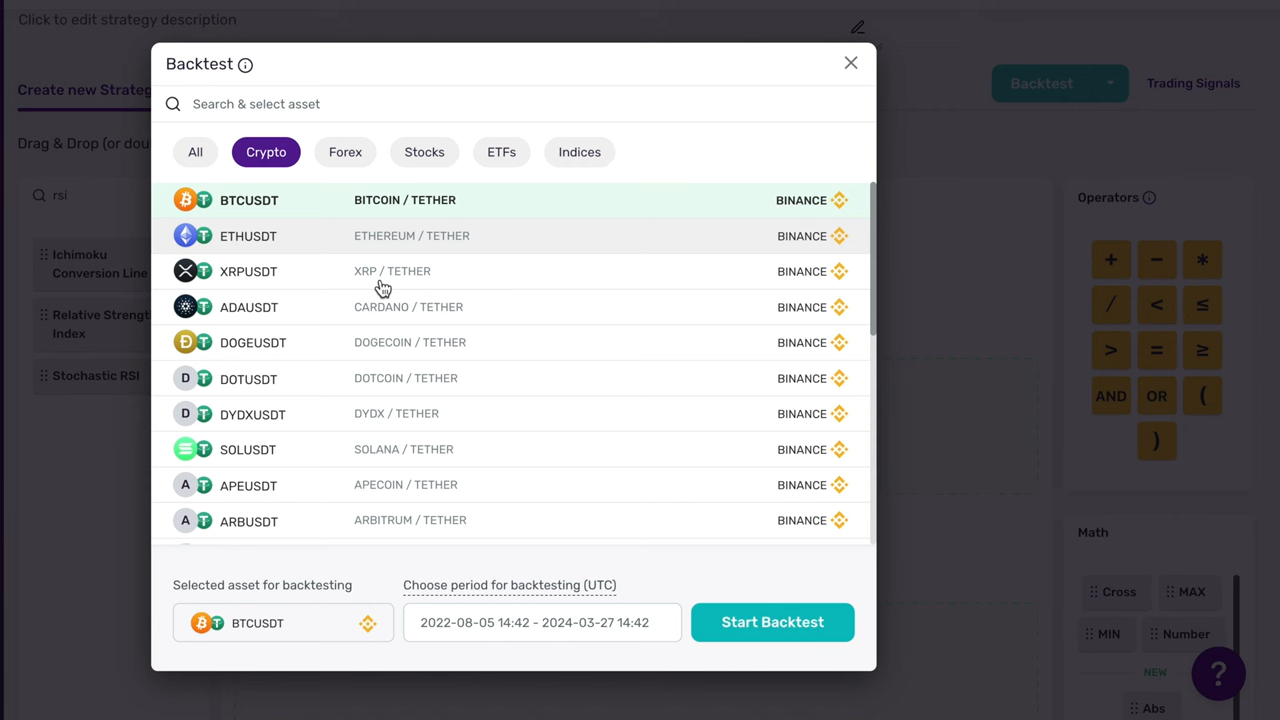 Click to edit strategy description
Backtest
Search & select asset
Create new Strateg
Backtest
Trading Signals
Drag & Drop (or dou
All
Crypto
Forex
Stocks
ETFs
Indices
rsi
Operators
BTCUSDT BITCOIN / TETHER BINANCE
ETHUSDT ETHEREUM / TETHER BINANCE
XRPUSDT XRP / TETHER BINANCE
ADAUSDT CARDANO / TETHER BINANCE
DOGEUSDT DOGECOIN / TETHER BINANCE
D DOTUSDT DOTCOIN / TETHER BINANCE
D DYDXUSDT DYDX / TETHER BINANCE
SOLUSDT SOLANA / TETHER BINANCE
A APEUSDT APECOIN / TETHER BINANCE
A ARBUSDT ARBITRUM / TETHER BINANCE
Ichimoku
Conversion Line
Relative Strengt
Index
Stochastic RSI
+ − *
/ < ≤
> = ≥
AND OR (
)
Math
Cross MAX
MIN Number
NEW
Abs
?
Selected asset for backtesting
BTCUSDT
Choose period for backtesting (UTC)
2022-08-05 14:42 - 2024-03-27 14:42
Start Backtest